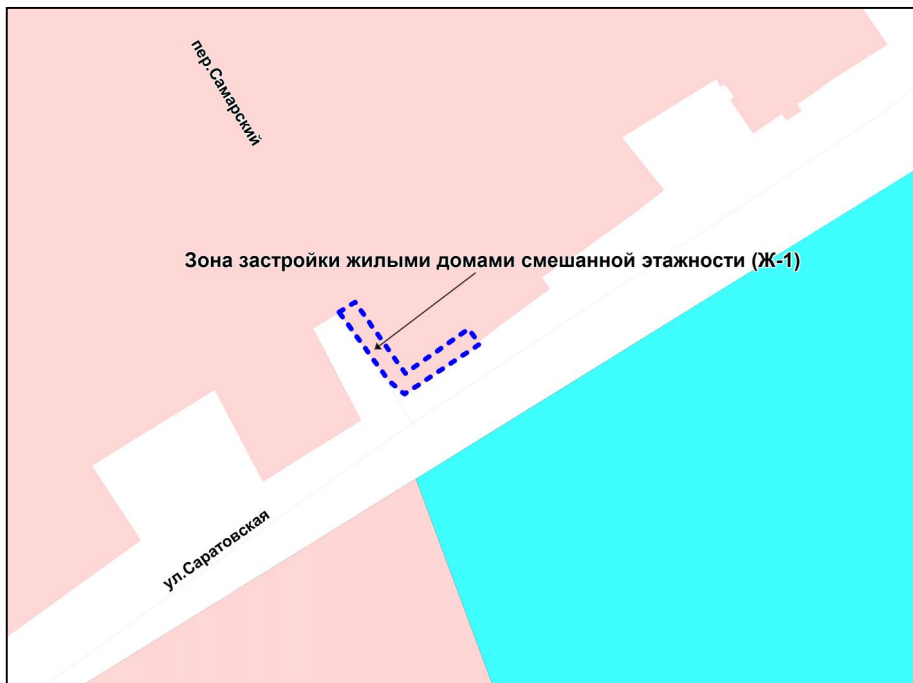 пер.Самарский
Зона застройки жилыми домами смешанной этажности (Ж-1)
ул.Саратовская